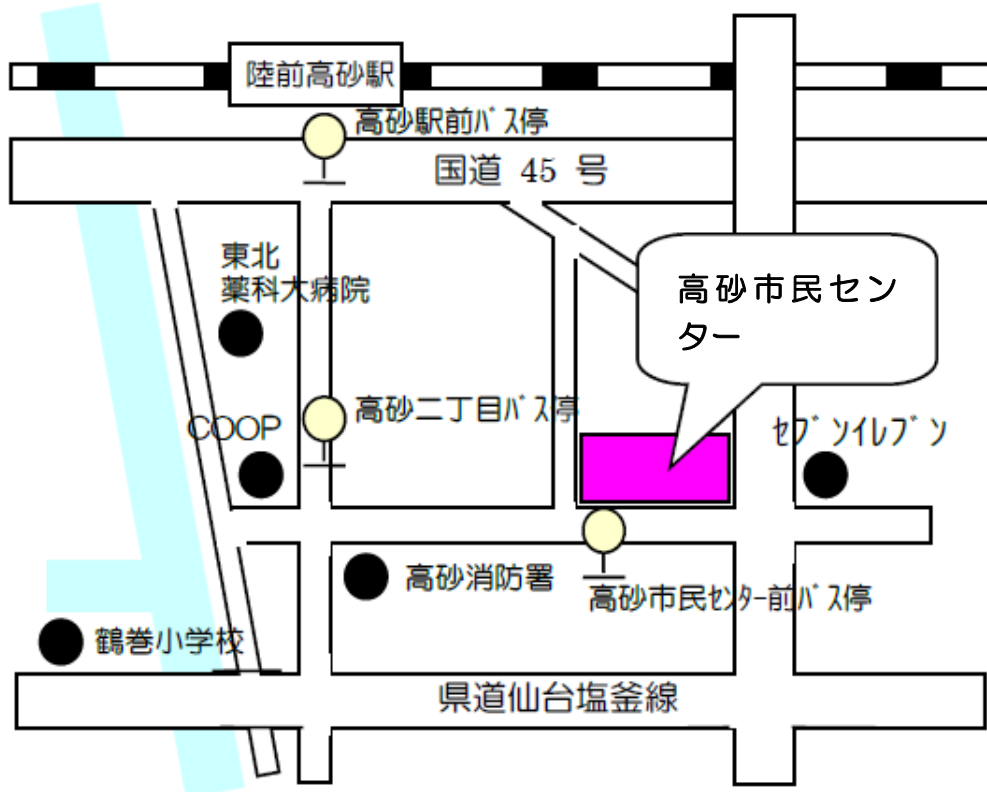 陸前高砂駅
高砂駅前バス停
国道 45 号
東北
薬科大病院
高砂市民セン
ター
高砂二丁目バス停
COOP
セブンイレブン
高砂消防署
高砂市民センター前バス停
鶴巻小学校
県道仙台塩釜線